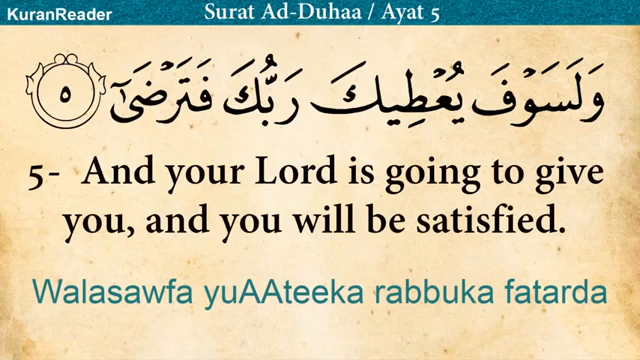 KuranReader
Surat Ad-Duhaa / Ayat 5
وَلَسَوْفَ يُعْطِيكَ رَبُّكَ فَتَرْضَىٰٓ ٥
5- And your Lord is going to give
you, and you will be satisfied.
Walasawfa yuAAteeka rabbuka fatarda